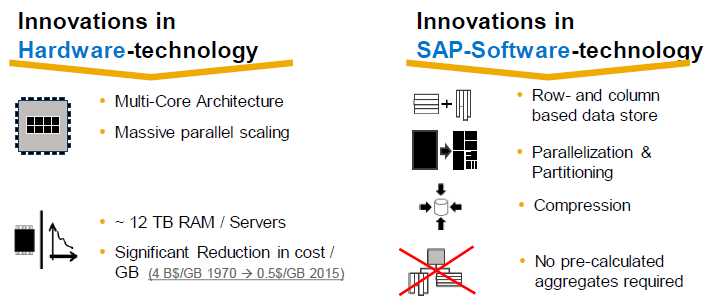 Innovations in
Hardware-technology
• Multi-Core Architecture
• Massive parallel scaling
• ~ 12 TB RAM / Servers
• Significant Reduction in cost /
GB (4 B$/GB 1970 → 0.5$/GB 2015)
Innovations in
SAP-Software-technology
• Row- and column
based data store
• Parallelization &
Partitioning
• Compression
• No pre-calculated
aggregates required